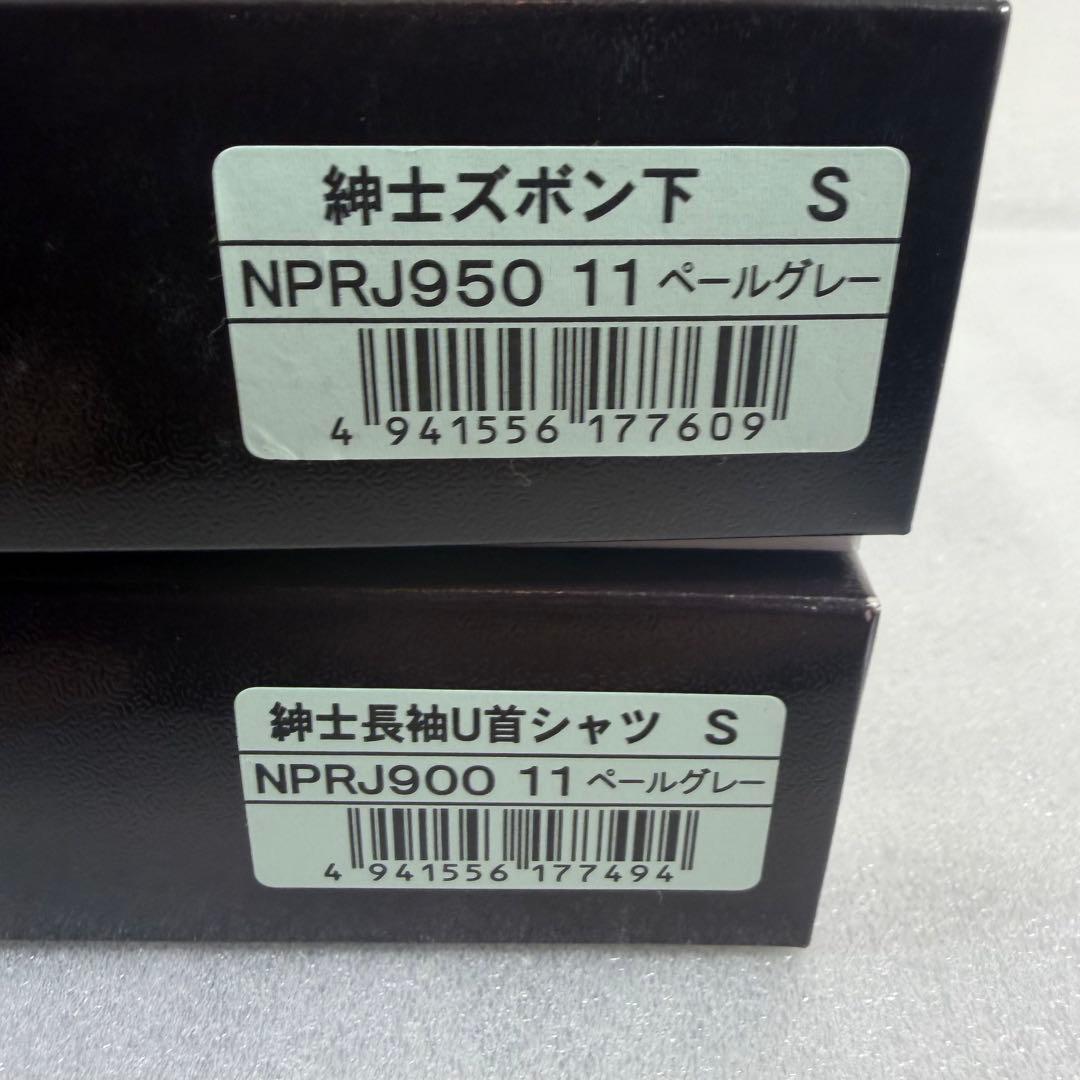 紳士ズボン下 S
NPRJ950 11 ペールグレー
4 941556 177609
紳士長袖U首シャツ S
NPRJ900 11 ペールグレー
4 941556 177494